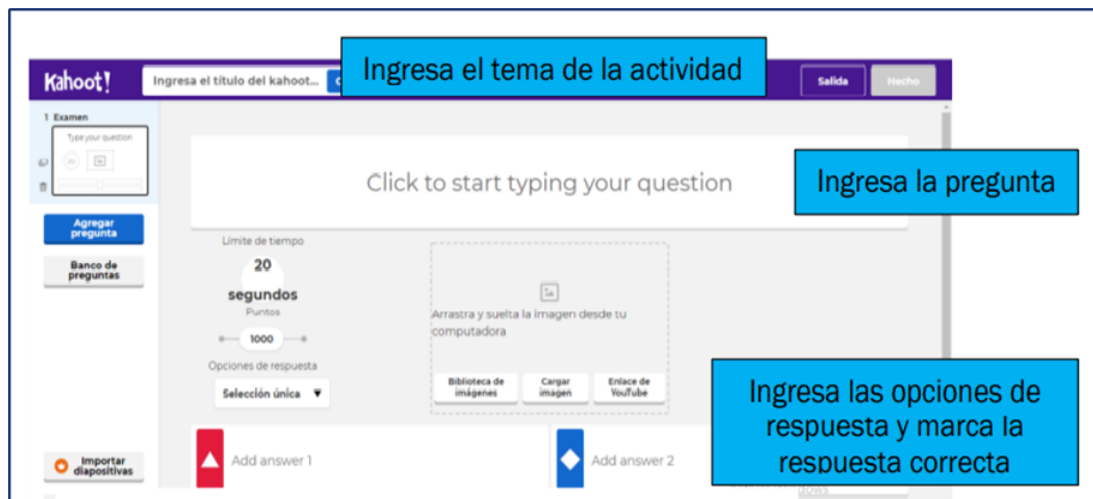 Ingresa el tema de la actividad
Kahoot!
Ingresa el título del kahoot...
Salida
Hecho
1 Examen
Type your question
20
Click to start typing your question
Ingresa la pregunta
Agregar
pregunta
Banco de
preguntas
Límite de tiempo
20
segundos
Puntos
1000
Opciones de respuesta
Selección única
Arrastra y suelta la imagen desde tu
computadora
Biblioteca de
imágenes
Cargar
imagen
Enlace de
YouTube
Ingresa las opciones de
respuesta y marca la
respuesta correcta
Importar
diapositivas
Add answer 1
Add answer 2